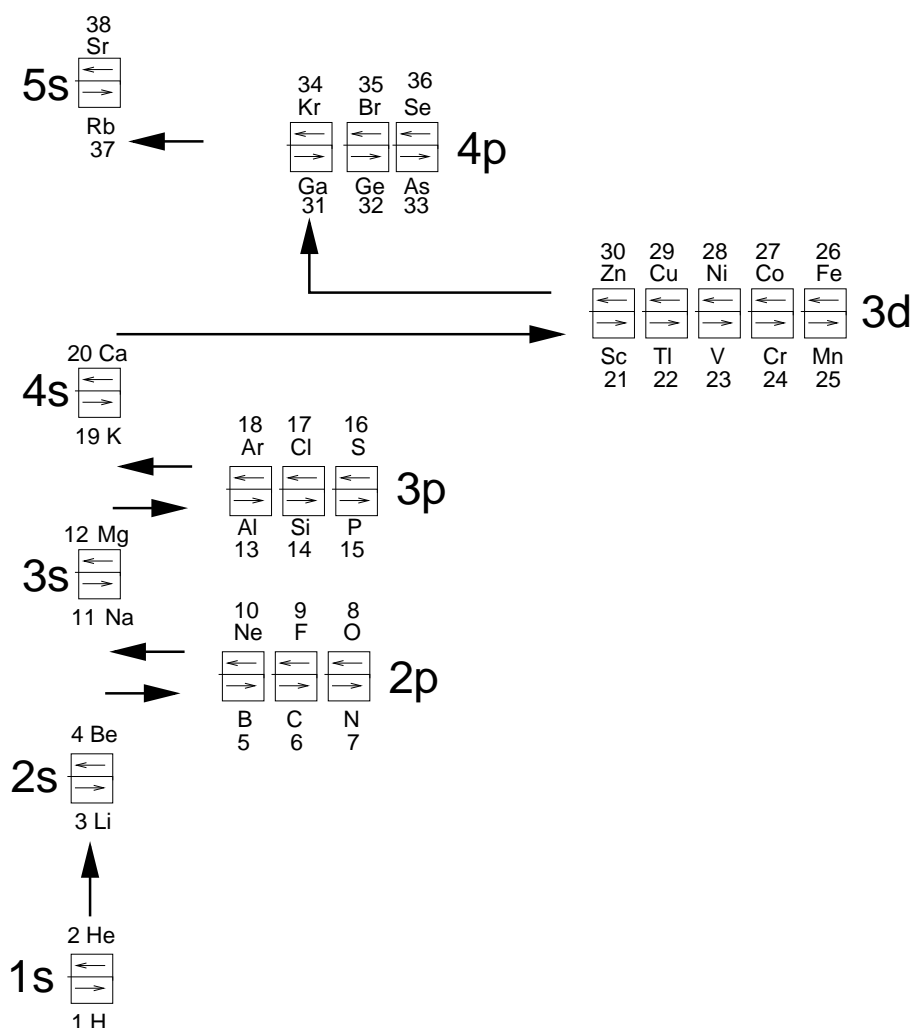 38
Sr
5s
Rb
37
34 35 36
Kr Br Se
4p
Ga Ge As
31 32 33
30 29 28 27 26
Zn Cu Ni Co Fe
3d
Sc Tl V Cr Mn
21 22 23 24 25
20 Ca
4s
19 K
18 17 16
Ar Cl S
3p
Al Si P
13 14 15
12 Mg
3s
11 Na
10 9 8
Ne F O
2p
B C N
5 6 7
4 Be
2s
3 Li
2 He
1s
1 H